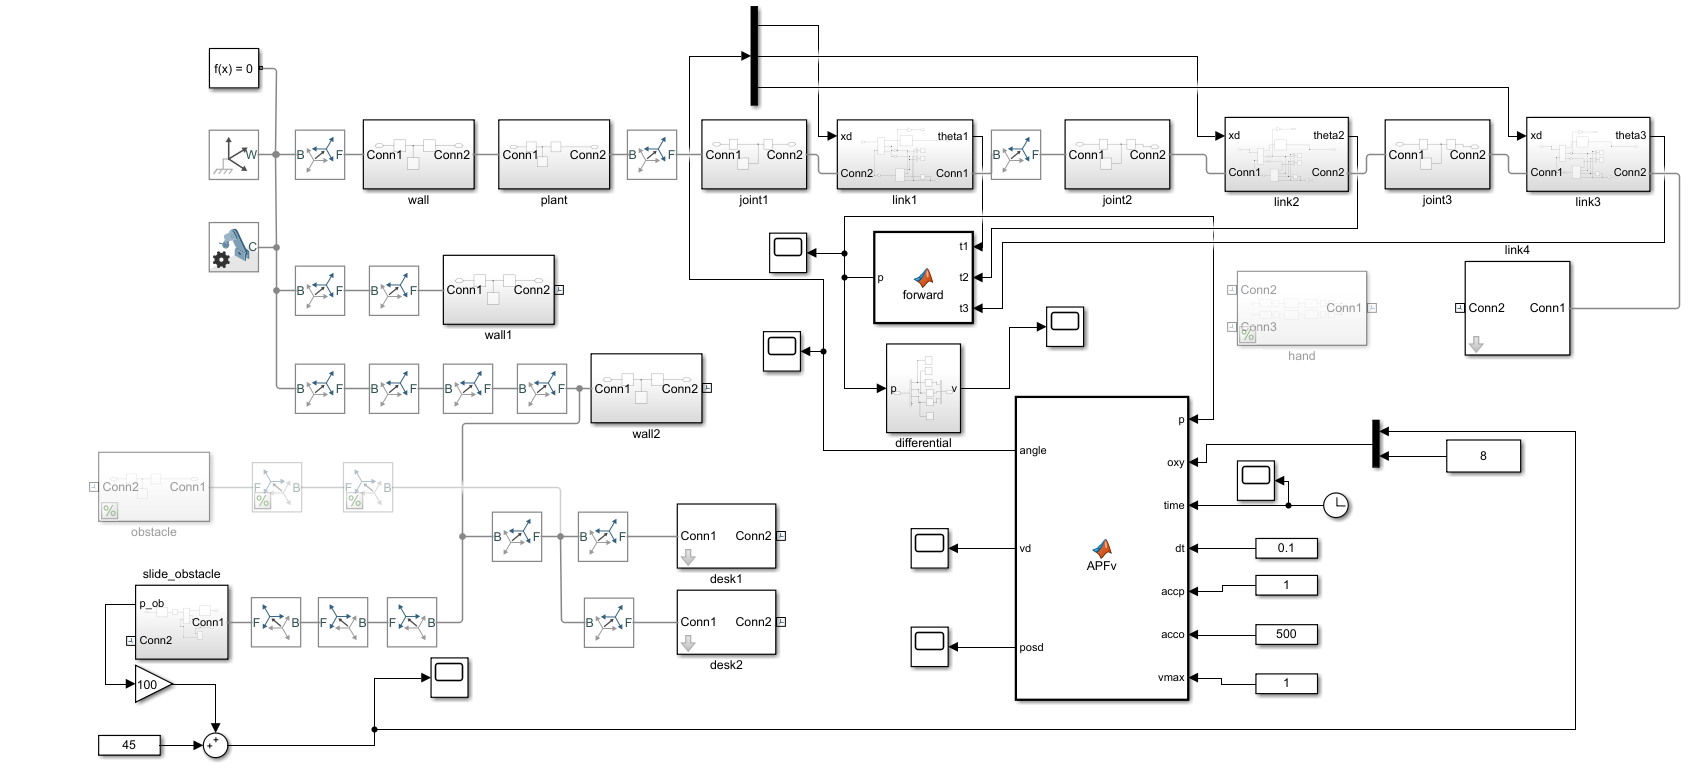 f(x) = 0
xd
theta1
xd
theta2
xd
theta3
W
B
F
Conn1
Conn2
Conn1
Conn2
B
F
Conn1
Conn2
Conn2
Conn1
B
F
Conn1
Conn2
Conn1
Conn2
Conn1
Conn2
Conn1
Conn2
wall
plant
joint1
link1
joint2
link2
joint3
link3
C
t1
link4
p
t2
forward
t3
B
F
B
F
Conn1
Conn2
wall1
Conn2
Conn1
Conn3
%
hand
Conn2
Conn1
B
F
B
F
B
F
B
F
Conn1
Conn2
wall2
p
v
differential
p
angle
oxy
8
time
vd
APFv
dt
0.1
accp
1
acco
500
posd
vmax
1
Conn2
Conn1
%
obstacle
F
B
%
F
B
%
B
F
B
F
Conn1
Conn2
desk1
slide_obstacle
p_ob
Conn1
Conn2
F
B
F
B
F
B
B
F
Conn1
Conn2
desk2
100
45
+
+